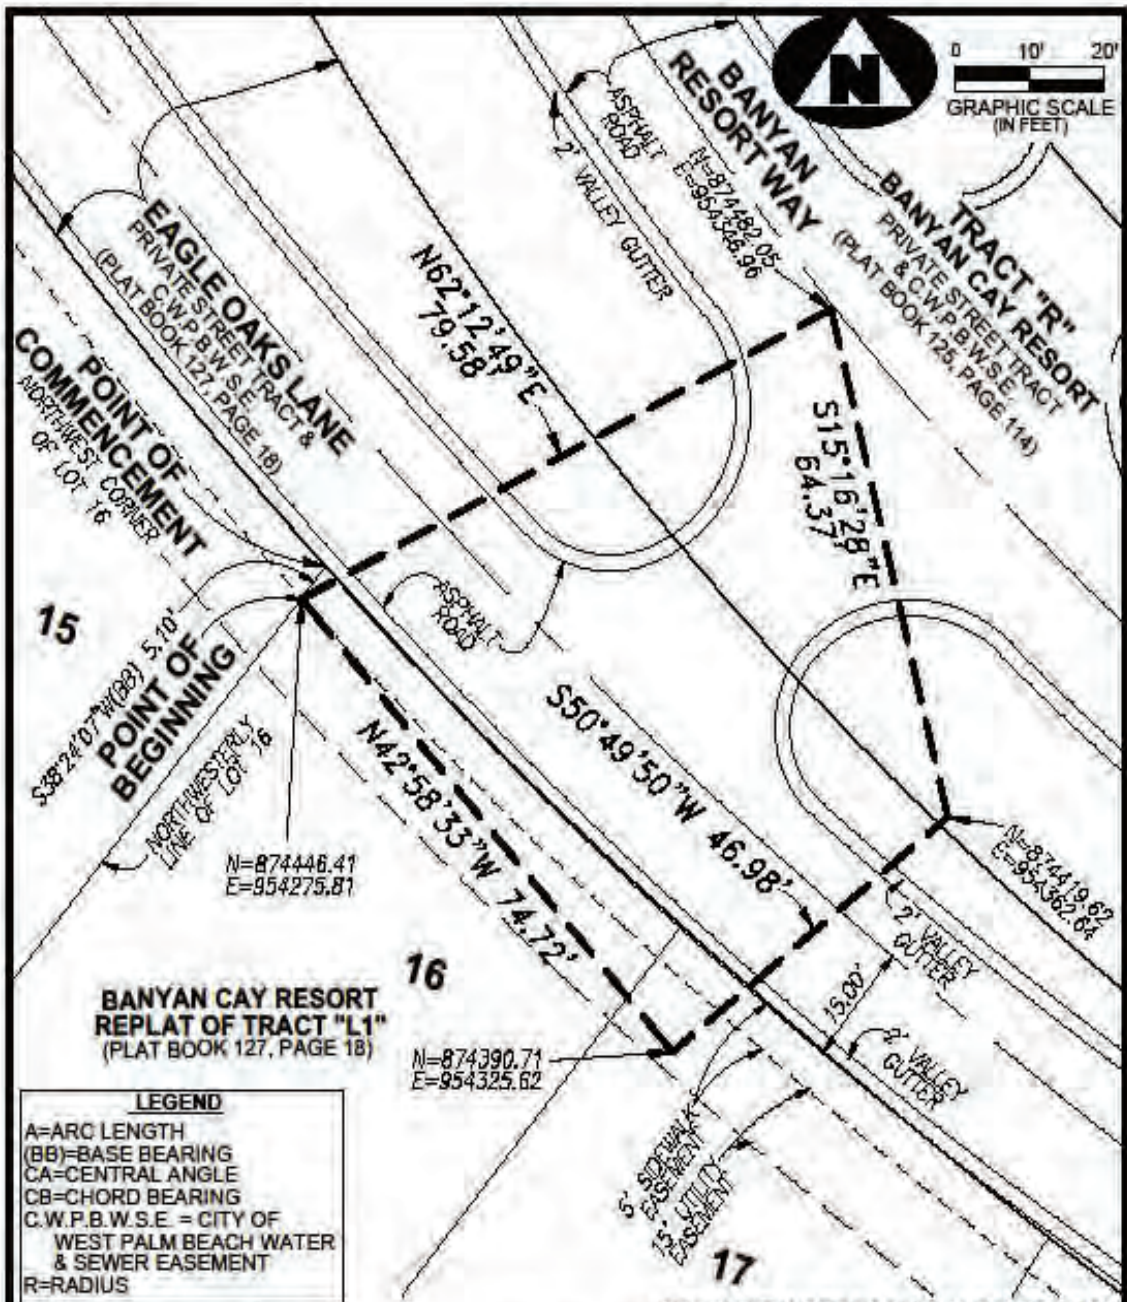 N
0 10' 20'
GRAPHIC SCALE
(IN FEET)
BANYAN
RESORT WAY
ASPHALT
ROAD
2' VALLEY GUTTER
N=874482.05
E=954346.96
TRACT "R"
BANYAN CAY RESORT
PRIVATE STREET TRACT
& C.W.P.B.W.S.E.
(PLAT BOOK 125, PAGE 114)
EAGLE OAKS LANE
PRIVATE STREET TRACT &
C.W.P.B.W.S.E.
(PLAT BOOK 127, PAGE 18)
N62°12'49"E
79.58'
POINT OF
COMMENCEMENT
NORTHWEST CORNER
OF LOT 16
S15°16'28"E
64.37'
15
S38°24'07"W(BB) 5.10'
POINT OF
BEGINNING
ASPHALT
ROAD
NORTHWESTERLY
LINE OF LOT 16
N=874446.41
E=954275.81
N42°58'33"W 74.72'
S50°49'50"W 46.98'
N=874419.62
E=954362.64
2' VALLEY
GUTTER
15.00'
2' VALLEY
GUTTER
16
BANYAN CAY RESORT
REPLAT OF TRACT "L1"
(PLAT BOOK 127, PAGE 18)
N=874390.71
E=954325.62
5' SIDEWALK
EASEMENT
15' UTILITY
EASEMENT
17
LEGEND
A=ARC LENGTH
(BB)=BASE BEARING
CA=CENTRAL ANGLE
CB=CHORD BEARING
C.W.P.B.W.S.E. = CITY OF
WEST PALM BEACH WATER
& SEWER EASEMENT
R=RADIUS